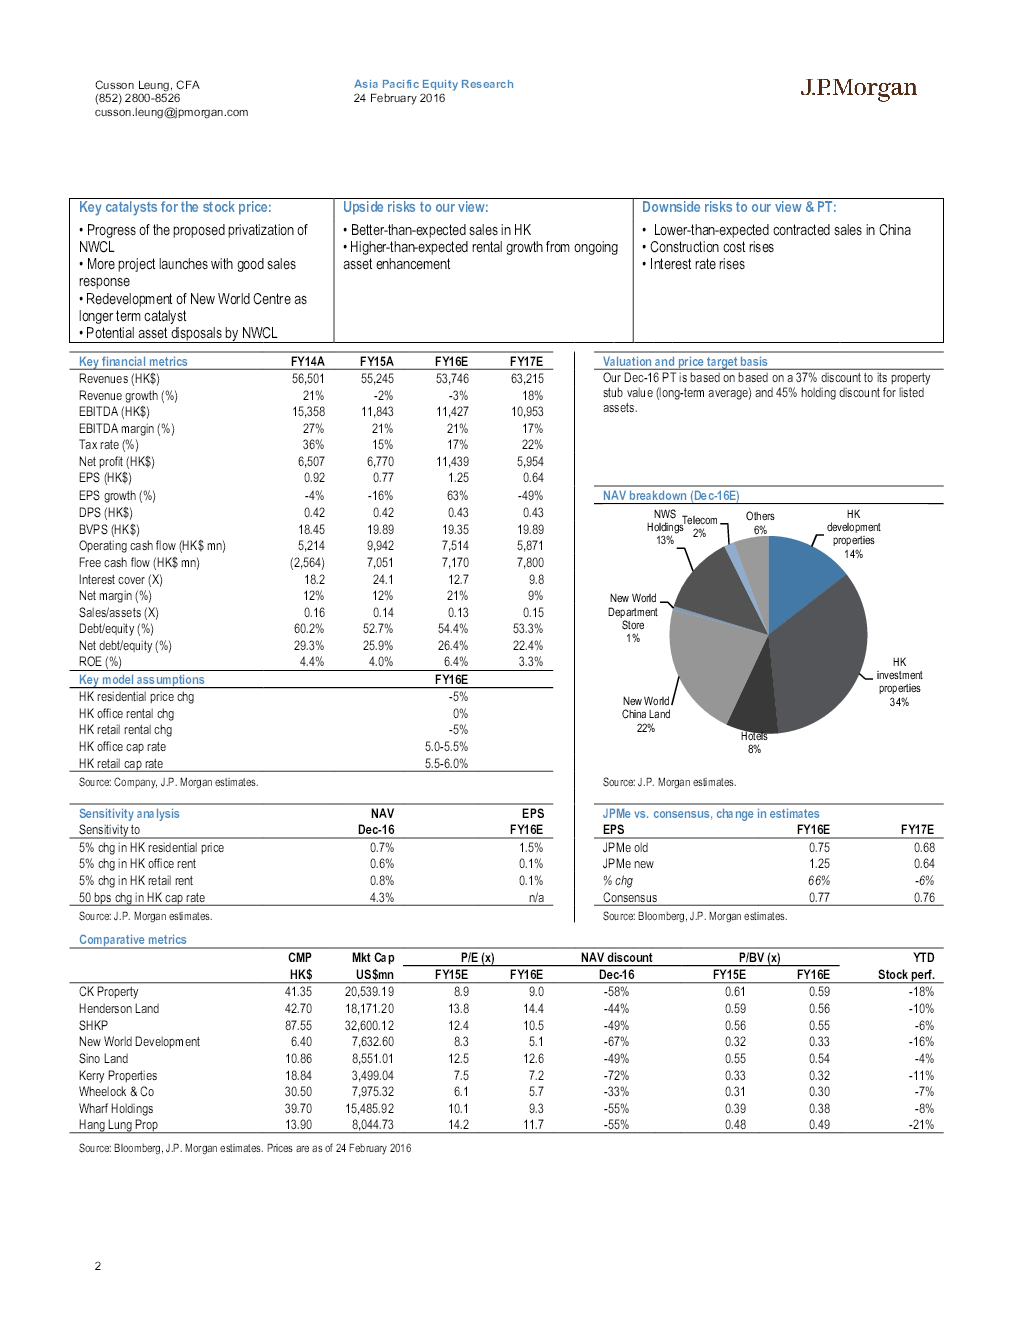 Cusson Leung, CFA
(852) 2800-8526
cusson.leung@jpmorgan.com
Asia Pacific Equity Research
24 February 2016
J.P.Morgan
Key catalysts for the stock price:
• Progress of the proposed privatization of
NWCL
• More project launches with good sales
response
• Redevelopment of New World Centre as
longer term catalyst
• Potential asset disposals by NWCL
Upside risks to our view:
• Better-than-expected sales in HK
• Higher-than-expected rental growth from ongoing
asset enhancement
Downside risks to our view & PT:
• Lower-than-expected contracted sales in China
• Construction cost rises
• Interest rate rises
Key financial metrics FY14A FY15A FY16E FY17E
Revenues (HK$) 56,501 55,245 53,746 63,215
Revenue growth (%) 21% -2% -3% 18%
EBITDA (HK$) 15,358 11,843 11,427 10,953
EBITDA margin (%) 27% 21% 21% 17%
Tax rate (%) 36% 15% 17% 22%
Net profit (HK$) 6,507 6,770 11,439 5,954
EPS (HK$) 0.92 0.77 1.25 0.64
EPS growth (%) -4% -16% 63% -49%
DPS (HK$) 0.42 0.42 0.43 0.43
BVPS (HK$) 18.45 19.89 19.35 19.89
Operating cash flow (HK$ mn) 5,214 9,942 7,514 5,871
Free cash flow (HK$ mn) (2,564) 7,051 7,170 7,800
Interest cover (X) 18.2 24.1 12.7 9.8
Net margin (%) 12% 12% 21% 9%
Sales/assets (X) 0.16 0.14 0.13 0.15
Debt/equity (%) 60.2% 52.7% 54.4% 53.3%
Net debt/equity (%) 29.3% 25.9% 26.4% 22.4%
ROE (%) 4.4% 4.0% 6.4% 3.3%
Key model assumptions FY16E
HK residential price chg -5%
HK office rental chg 0%
HK retail rental chg -5%
HK office cap rate 5.0-5.5%
HK retail cap rate 5.5-6.0%
Source: Company, J.P. Morgan estimates.
Valuation and price target basis
Our Dec-16 PT is based on based on a 37% discount to its property
stub value (long-term average) and 45% holding discount for listed
assets.
NAV breakdown (Dec-16E)
HK
development
properties
14%
HK
investment
properties
34%
Hotels
8%
New World
China Land
22%
New World
Department
Store
1%
NWS
Holdings
13%
Telecom
2%
Others
6%
Source: J.P. Morgan estimates.
Sensitivity analysis NAV EPS
Sensitivity to Dec-16 FY16E
5% chg in HK residential price 0.7% 1.5%
5% chg in HK office rent 0.6% 0.1%
5% chg in HK retail rent 0.8% 0.1%
50 bps chg in HK cap rate 4.3% n/a
Source: J.P. Morgan estimates.
JPMe vs. consensus, change in estimates
EPS FY16E FY17E
JPMe old 0.75 0.68
JPMe new 1.25 0.64
% chg 66% -6%
Consensus 0.77 0.76
Source: Bloomberg, J.P. Morgan estimates.
Comparative metrics
CMP Mkt Cap P/E (x) NAV discount P/BV (x) YTD
HK$ US$mn FY15E FY16E Dec-16 FY15E FY16E Stock perf.
CK Property 41.35 20,539.19 8.9 9.0 -58% 0.61 0.59 -18%
Henderson Land 42.70 18,171.20 13.8 14.4 -44% 0.59 0.56 -10%
SHKP 87.55 32,600.12 12.4 10.5 -49% 0.56 0.55 -6%
New World Development 6.40 7,632.60 8.3 5.1 -67% 0.32 0.33 -16%
Sino Land 10.86 8,551.01 12.5 12.6 -49% 0.55 0.54 -4%
Kerry Properties 18.84 3,499.04 7.5 7.2 -72% 0.33 0.32 -11%
Wheelock & Co 30.50 7,975.32 6.1 5.7 -33% 0.31 0.30 -7%
Wharf Holdings 39.70 15,485.92 10.1 9.3 -55% 0.39 0.38 -8%
Hang Lung Prop 13.90 8,044.73 14.2 11.7 -55% 0.48 0.49 -21%
Source: Bloomberg, J.P. Morgan estimates. Prices are as of 24 February 2016
2